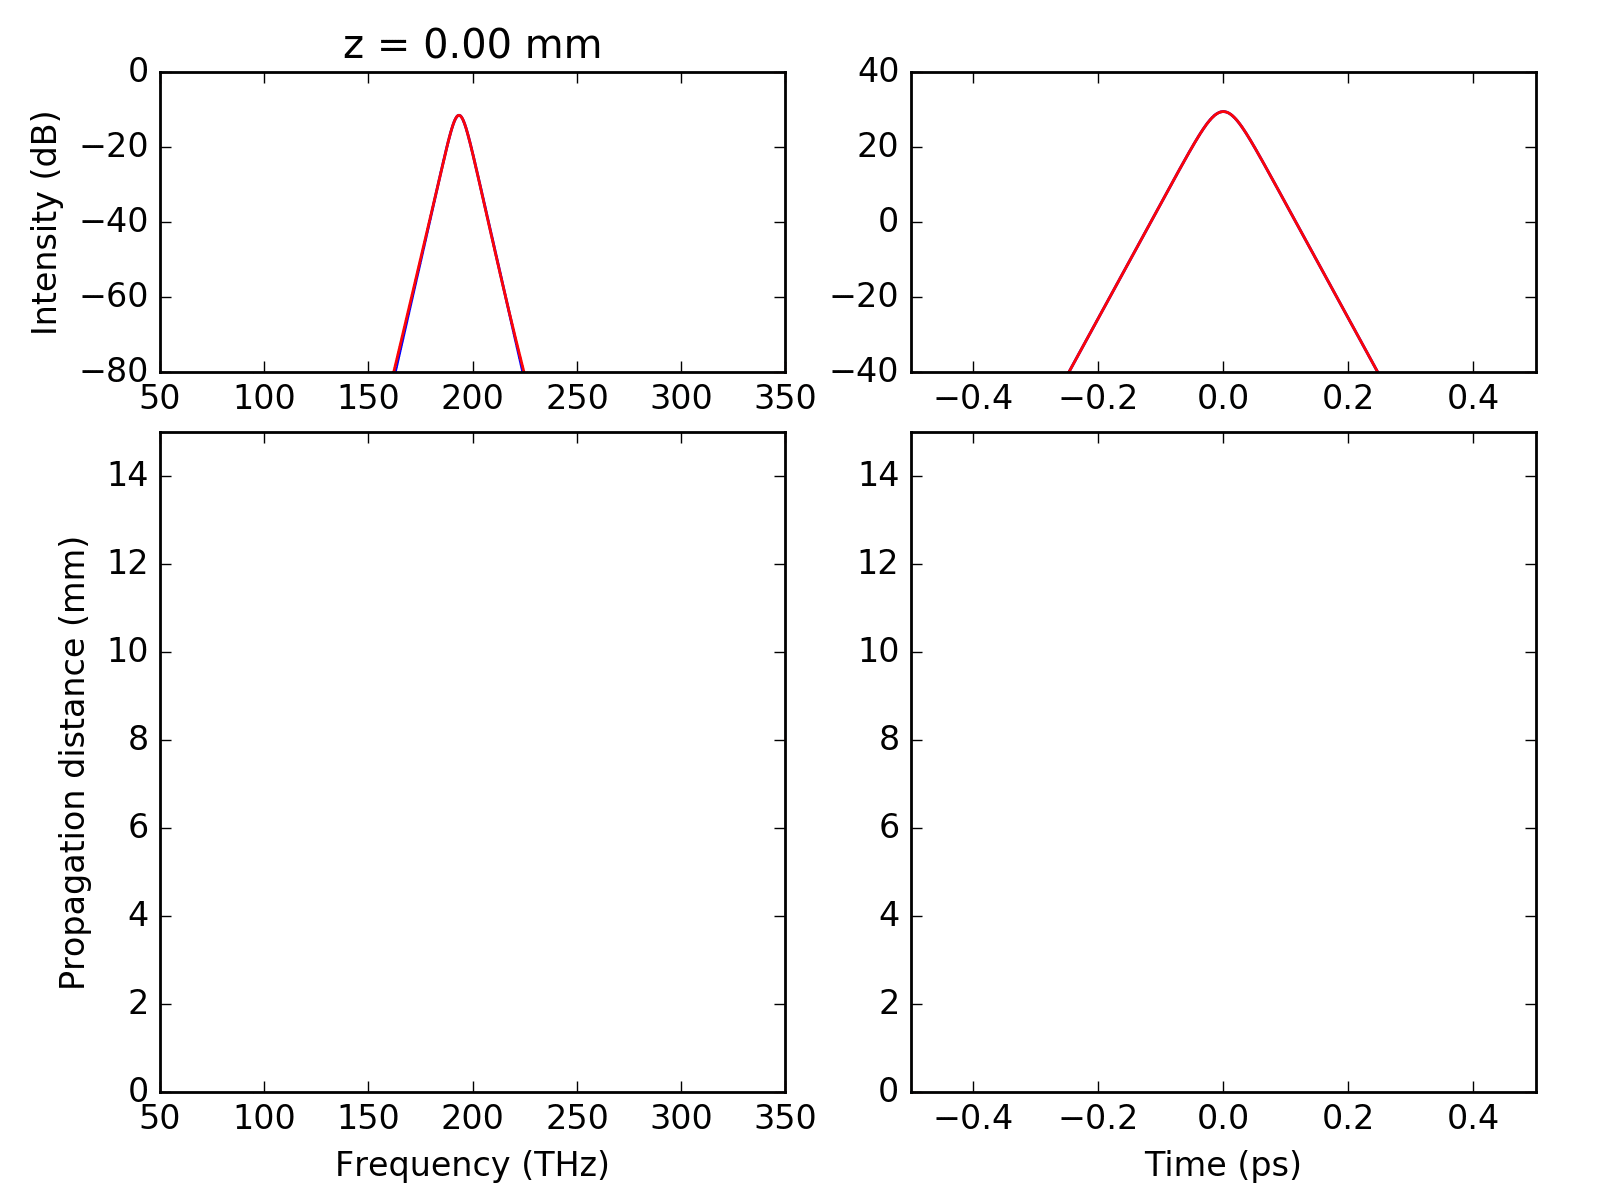 z = 0.00 mm
Intensity (dB)
0
−20
−40
−60
−80
50 100 150 200 250 300 350
40
20
0
−20
−40
−0.4 −0.2 0.0 0.2 0.4
Propagation distance (mm)
14
12
10
8
6
4
2
0
50 100 150 200 250 300 350
Frequency (THz)
14
12
10
8
6
4
2
0
−0.4 −0.2 0.0 0.2 0.4
Time (ps)